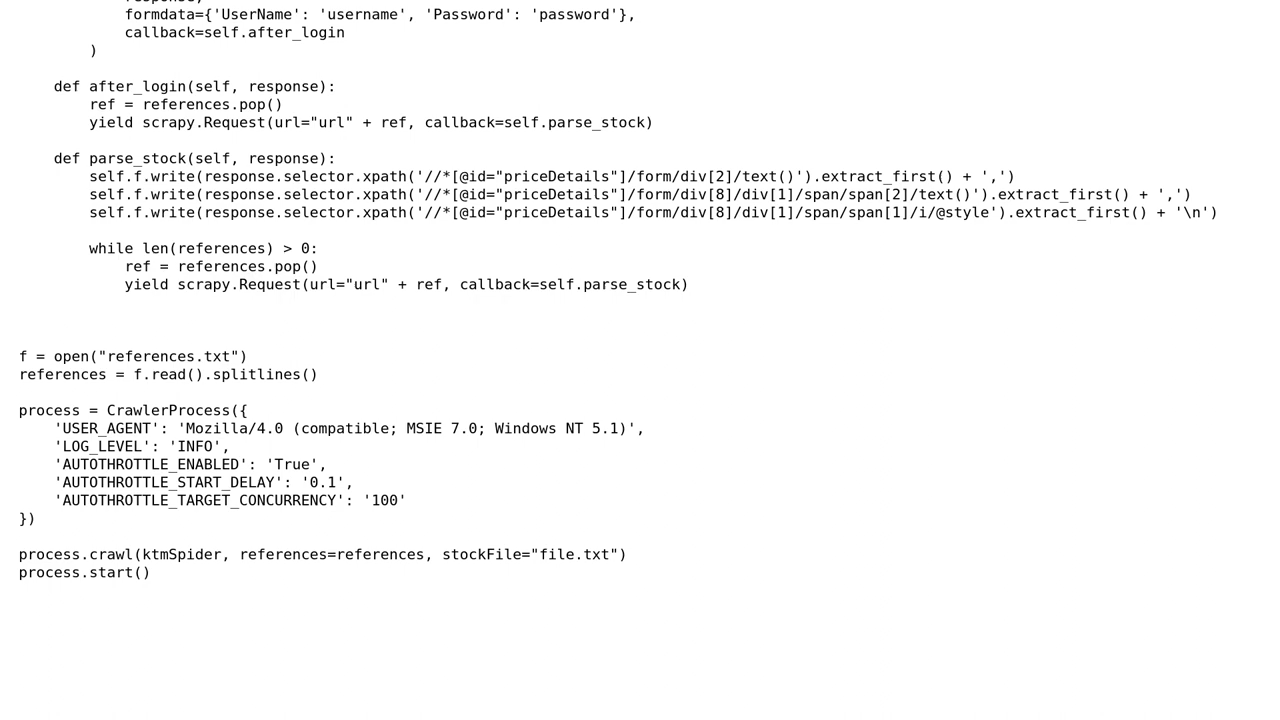 response,
formdata={'UserName': 'username', 'Password': 'password'},
callback=self.after_login
)
def after_login(self, response):
ref = references.pop()
yield scrapy.Request(url="url" + ref, callback=self.parse_stock)
def parse_stock(self, response):
self.f.write(response.selector.xpath('//*[@id="priceDetails"]/form/div[2]/text()').extract_first() + ',')
self.f.write(response.selector.xpath('//*[@id="priceDetails"]/form/div[8]/div[1]/span/span[2]/text()').extract_first() + ',')
self.f.write(response.selector.xpath('//*[@id="priceDetails"]/form/div[8]/div[1]/span/span[1]/i/@style').extract_first() + '\n')
while len(references) > 0:
ref = references.pop()
yield scrapy.Request(url="url" + ref, callback=self.parse_stock)
f = open("references.txt")
references = f.read().splitlines()
process = CrawlerProcess({
'USER_AGENT': 'Mozilla/4.0 (compatible; MSIE 7.0; Windows NT 5.1)',
'LOG_LEVEL': 'INFO',
'AUTOTHROTTLE_ENABLED': 'True',
'AUTOTHROTTLE_START_DELAY': '0.1',
'AUTOTHROTTLE_TARGET_CONCURRENCY': '100'
})
process.crawl(ktmSpider, references=references, stockFile="file.txt")
process.start()